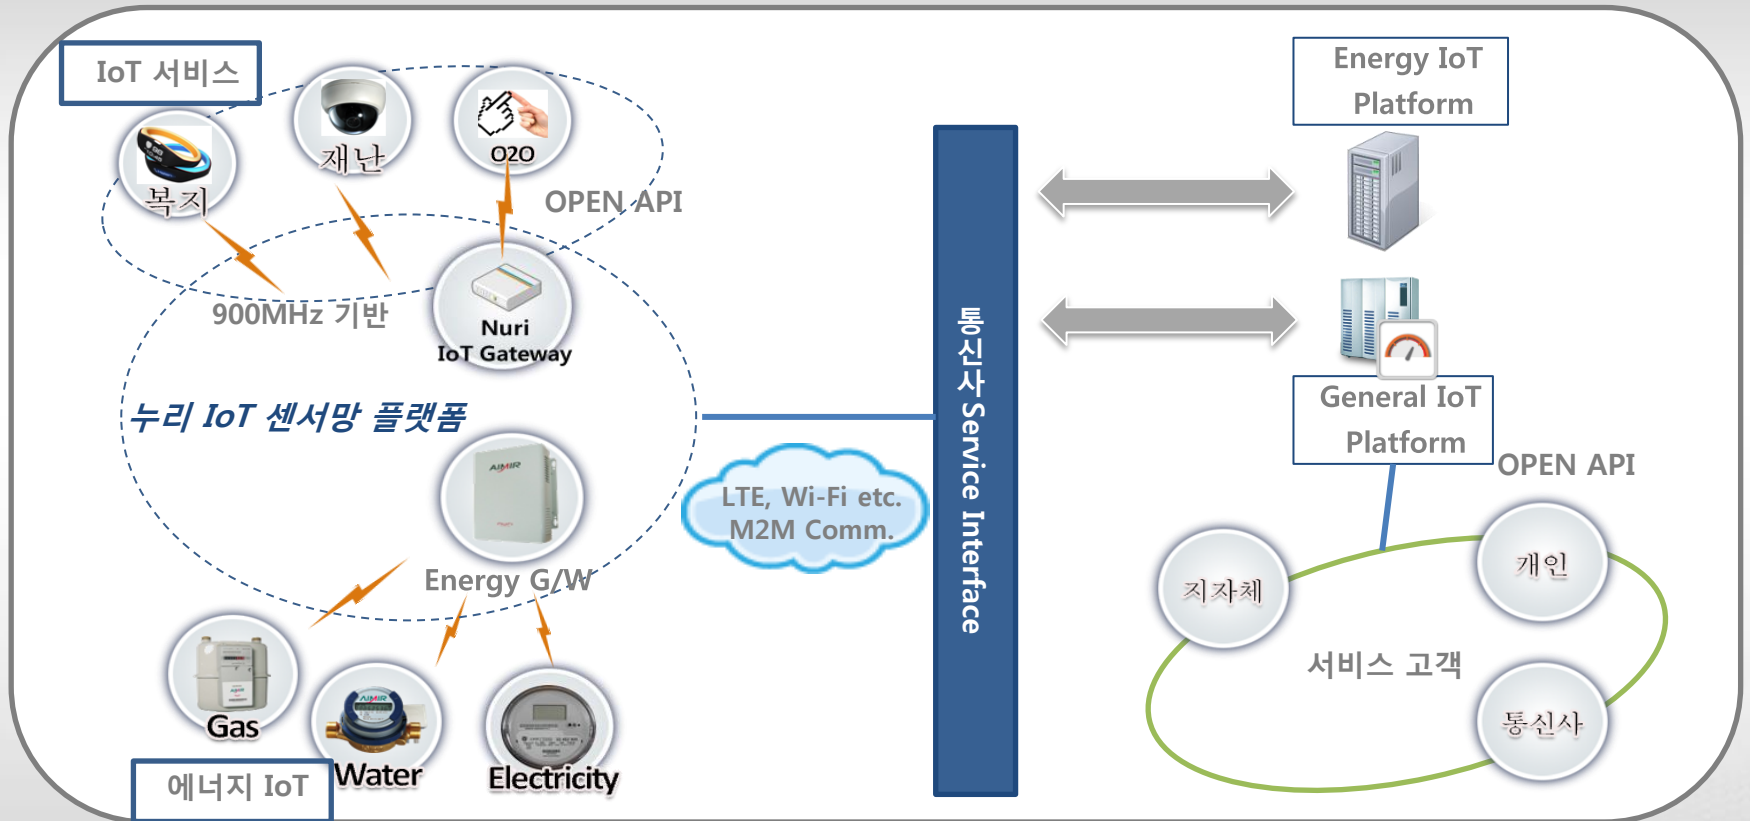 IoT 서비스
복지
재난
O2O
OPEN API
900MHz 기반
Nuri
IoT Gateway
누리 IoT 센서망 플랫폼
AIMIR
Energy G/W
Gas
AIMIR
Water
Electricity
에너지 IoT
LTE, Wi-Fi etc.
M2M Comm.
통신사 Service Interface
Energy IoT
Platform
General IoT
Platform
OPEN API
지자체
개인
서비스 고객
통신사